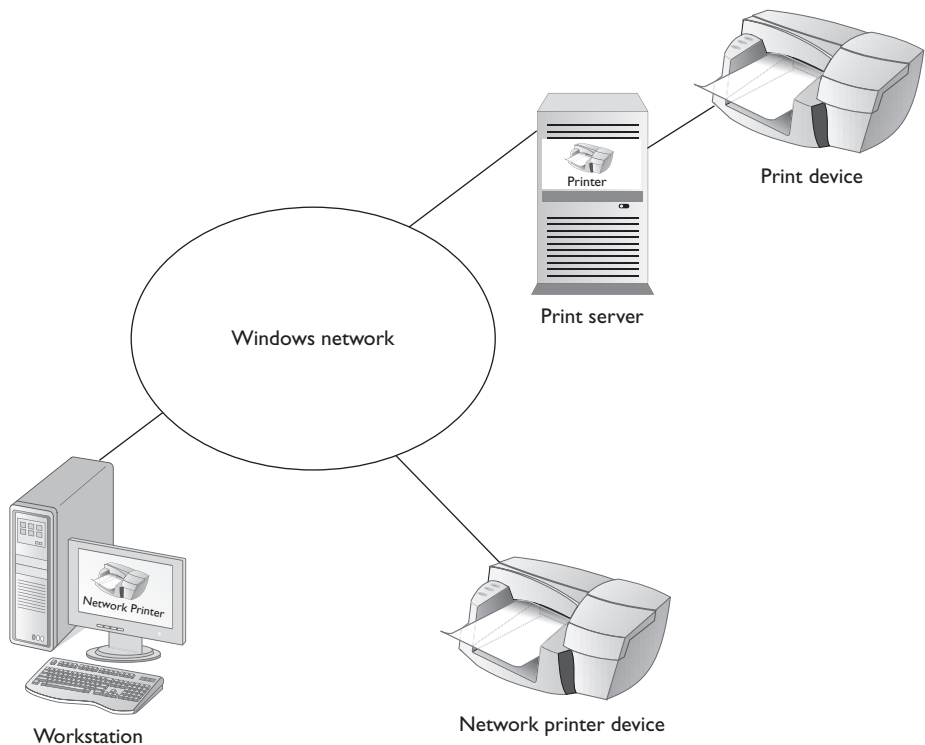 Print device
Printer
Print server
Windows network
Network Printer
Network printer device
Workstation